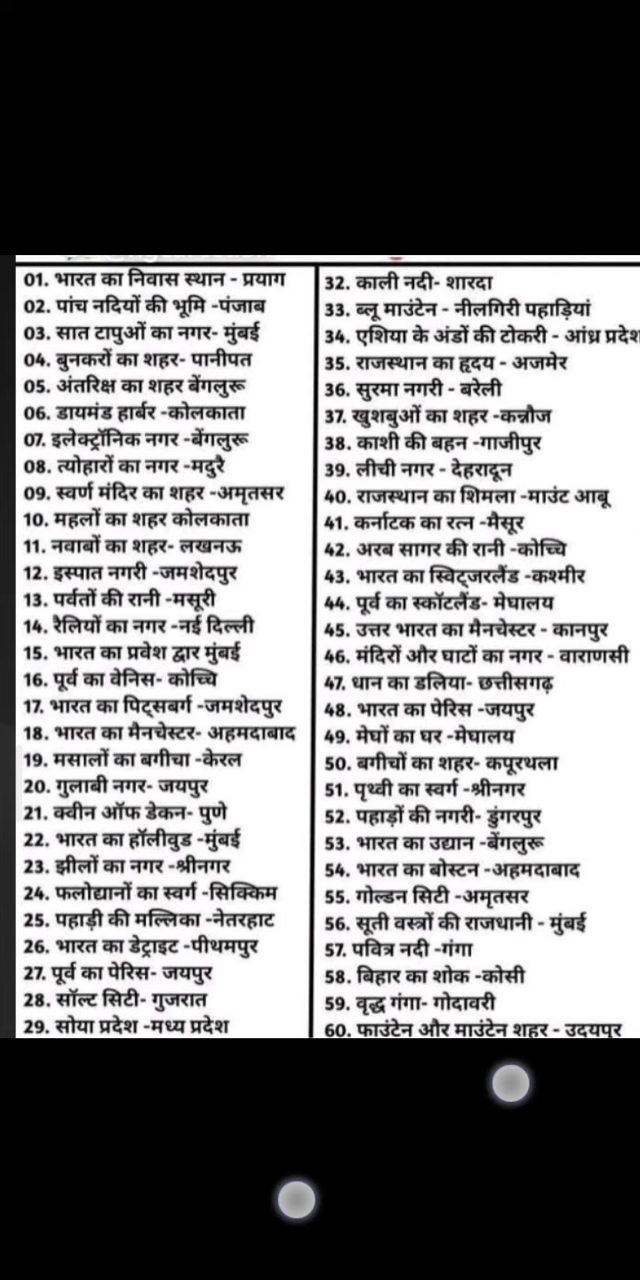 01. भारत का निवास स्थान - प्रयाग
02. पांच नदियों की भूमि -पंजाब
03. सात टापुओं का नगर- मुंबई
04. बुनकरों का शहर- पानीपत
05. अंतरिक्ष का शहर बेंगलुरू
06. डायमंड हार्बर -कोलकाता
07. इलेक्ट्रॉनिक नगर -बेंगलुरू
08. त्योहारों का नगर -मदुरै
09. स्वर्ण मंदिर का शहर -अमृतसर
10. महलों का शहर कोलकाता
11. नवाबों का शहर- लखनऊ
12. इस्पात नगरी -जमशेदपुर
13. पर्वतों की रानी -मसूरी
14. रैलियों का नगर -नई दिल्ली
15. भारत का प्रवेश द्वार मुंबई
16. पूर्व का वेनिस- कोच्चि
17. भारत का पिट्सबर्ग -जमशेदपुर
18. भारत का मैनचेस्टर- अहमदाबाद
19. मसालों का बगीचा -केरल
20. गुलाबी नगर- जयपुर
21. क्वीन ऑफ डेकन- पुणे
22. भारत का हॉलीवुड -मुंबई
23. झीलों का नगर -श्रीनगर
24. फलोद्यानों का स्वर्ग -सिक्किम
25. पहाड़ी की मल्लिका -नेतरहाट
26. भारत का डेट्राइट -पीथमपुर
27. पूर्व का पेरिस- जयपुर
28. सॉल्ट सिटी- गुजरात
29. सोया प्रदेश -मध्य प्रदेश
32. काली नदी- शारदा
33. ब्लू माउंटेन - नीलगिरी पहाड़ियां
34. एशिया के अंडों की टोकरी - आंध्र प्रदेश
35. राजस्थान का हृदय - अजमेर
36. सुरमा नगरी - बरेली
37. खुशबुओं का शहर -कन्नौज
38. काशी की बहन -गाजीपुर
39. लीची नगर - देहरादून
40. राजस्थान का शिमला -माउंट आबू
41. कर्नाटक का रत्न -मैसूर
42. अरब सागर की रानी -कोच्चि
43. भारत का स्विट्जरलैंड -कश्मीर
44. पूर्व का स्कॉटलैंड- मेघालय
45. उत्तर भारत का मैनचेस्टर - कानपुर
46. मंदिरों और घाटों का नगर - वाराणसी
47. धान का डलिया- छत्तीसगढ़
48. भारत का पेरिस -जयपुर
49. मेघों का घर -मेघालय
50. बगीचों का शहर- कपूरथला
51. पृथ्वी का स्वर्ग -श्रीनगर
52. पहाड़ों की नगरी- डुंगरपुर
53. भारत का उद्यान -बेंगलुरू
54. भारत का बोस्टन -अहमदाबाद
55. गोल्डन सिटी -अमृतसर
56. सूती वस्त्रों की राजधानी - मुंबई
57. पवित्र नदी -गंगा
58. बिहार का शोक -कोसी
59. वृद्ध गंगा- गोदावरी
60. फाउंटेन और माउंटेन शहर - उदयपुर